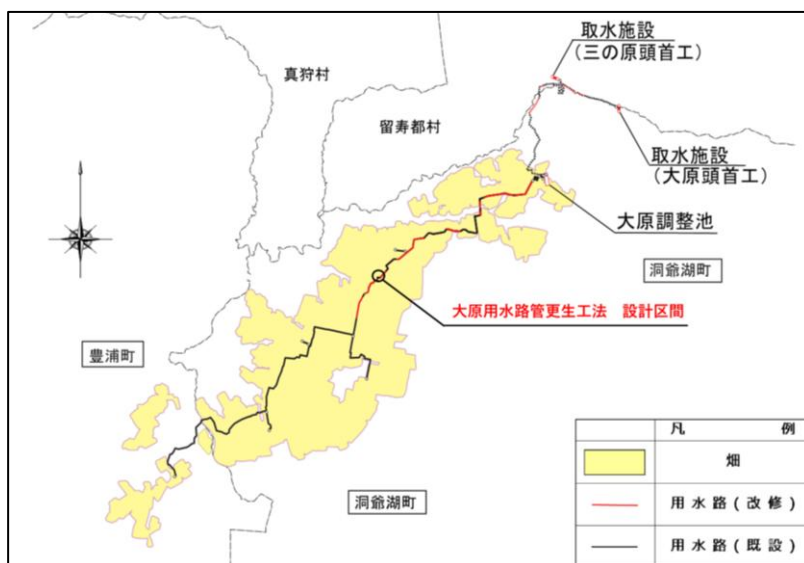 取水施設
(三の原頭首工)
真狩村
留寿都村
取水施設
(大原頭首工)
大原調整池
洞爺湖町
大原用水路管更生工法 設計区間
豊浦町
洞爺湖町
凡 例
畑
用水路(改修)
用水路(既設)